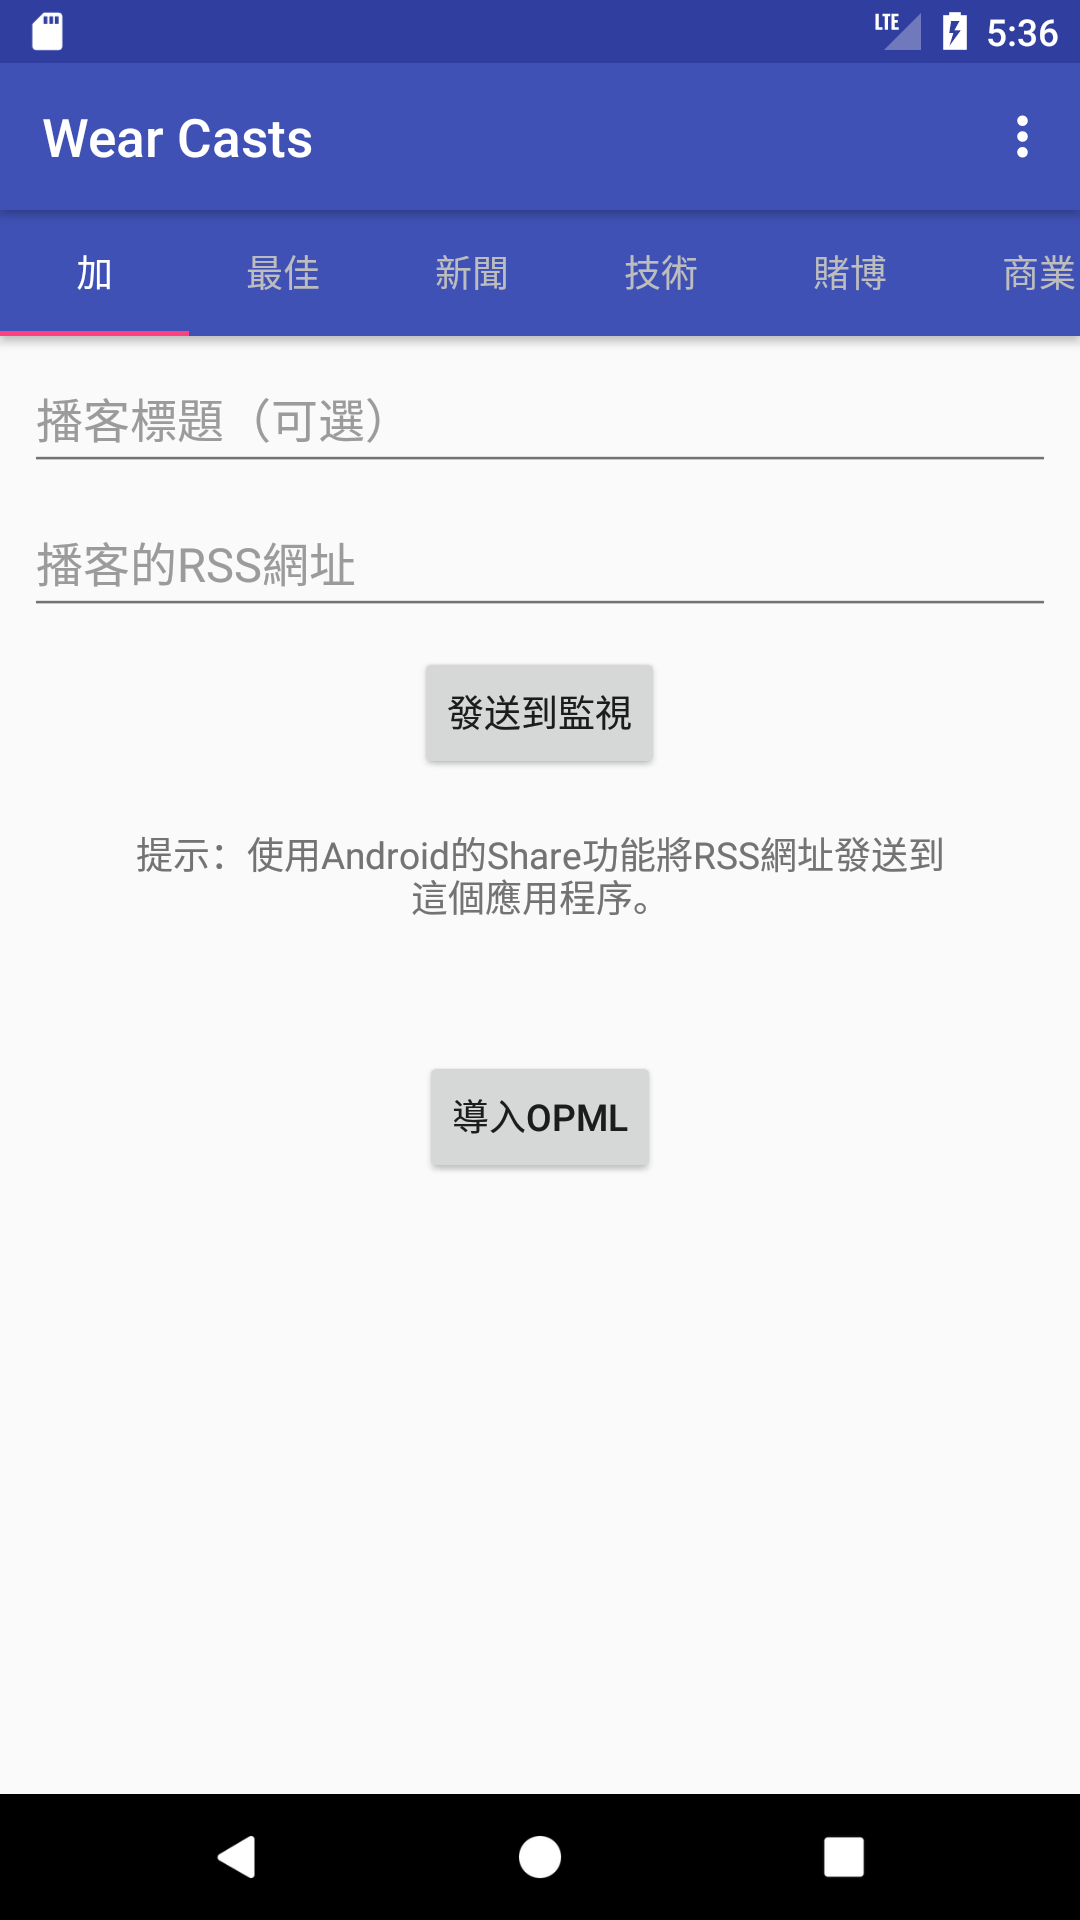 LTE 5:36
Wear Casts
加 最佳 新聞 技術 賭博 商業
播客標題（可選）
播客的RSS網址
發送到監視
提示：使用Android的Share功能將RSS網址發送到
這個應用程序。
導入OPML